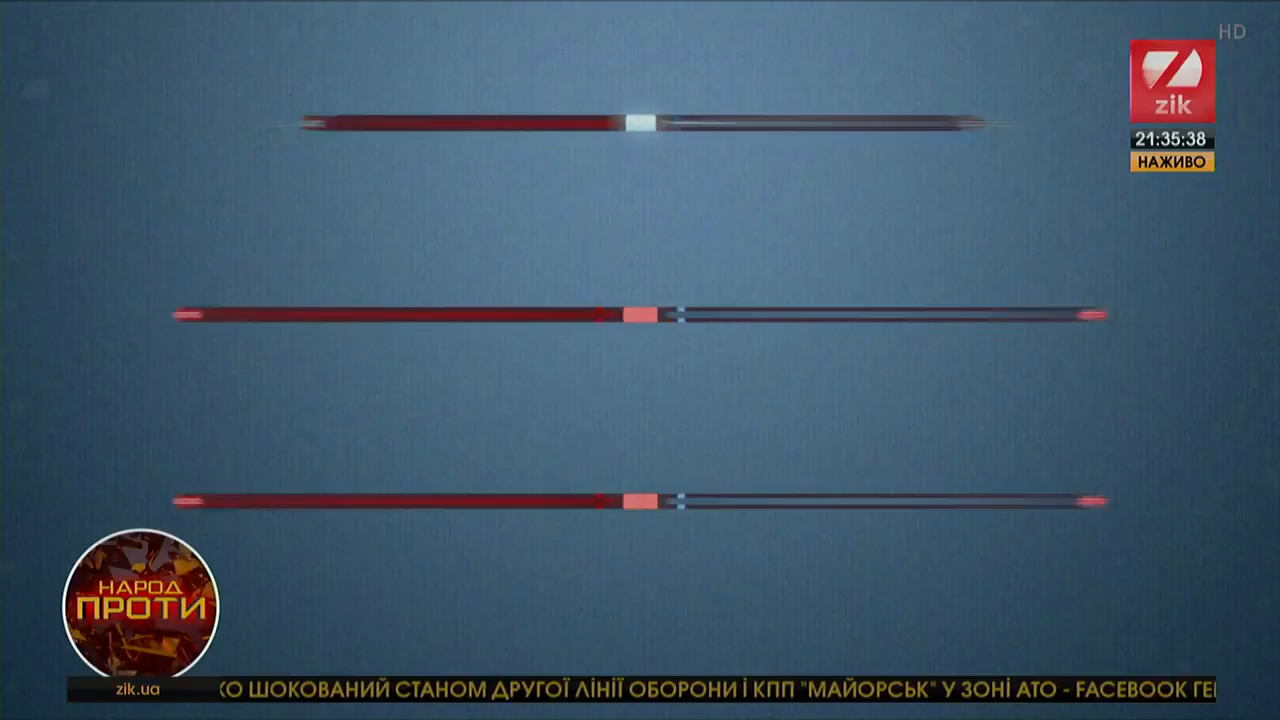 HD
zik
21:35:38
НАЖИВО
НАРОД
ПРОТИ
zik.ua
ШОКОВАНИЙ СТАНОМ ДРУГОЇ ЛІНІЇ ОБОРОНИ І КПП "МАЙОРСЬК" У ЗОНІ АТО - FACEBOOK